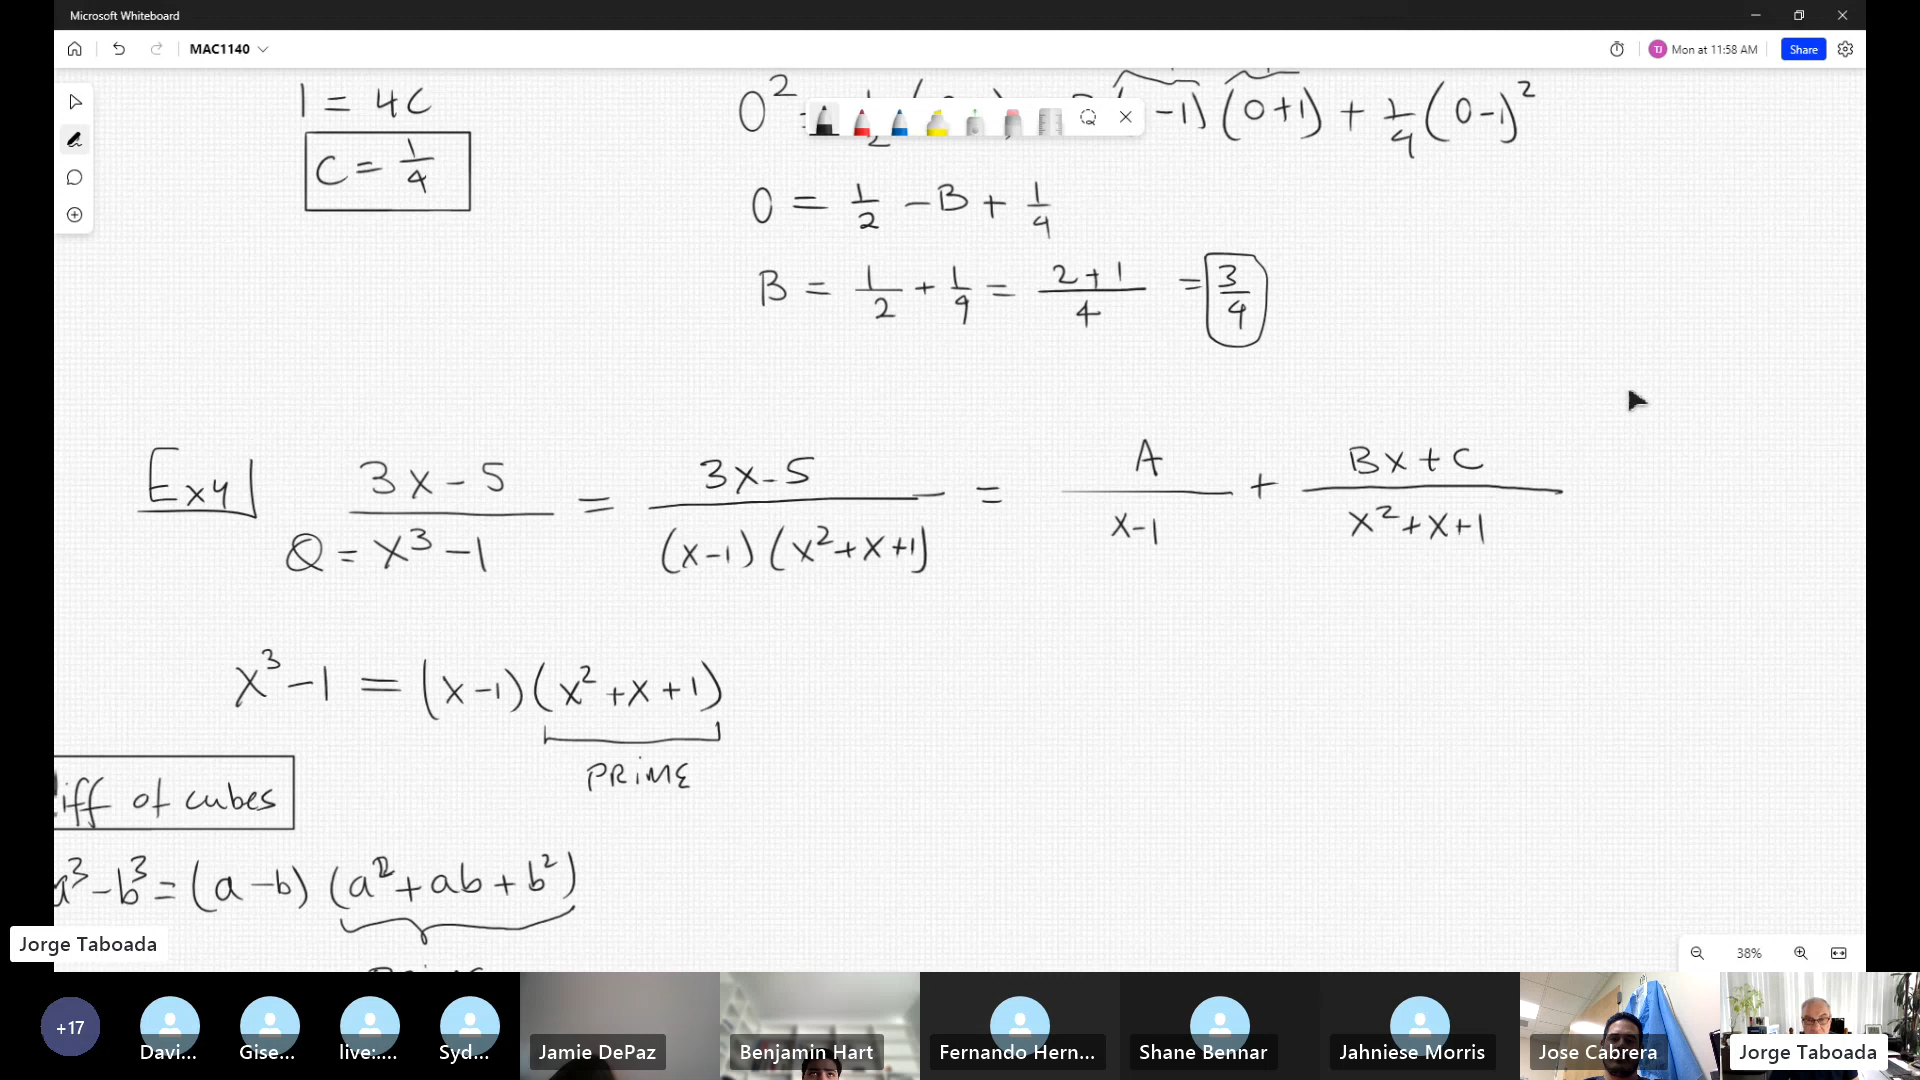 Microsoft Whiteboard
MAC1140
TJ Mon at 11:58 AM Share
1 = 4C
C = 1/4
0² = -1)(0+1) + 1/4(0-1)²
0 = 1/2 - B + 1/4
B = 1/2 + 1/4 = 2+1/4 = 3/4
Ex4 3x-5 / Q = x³-1 = 3x-5 / (x-1)(x²+x+1) = A / x-1 + Bx+C / x²+x+1
x³-1 = (x-1)(x²+x+1)
PRIME
iff of cubes
a³-b³ = (a-b)(a²+ab+b²)
Jorge Taboada
38%
+17
Davi...
Gise...
live:....
Syd...
Jamie DePaz
Benjamin Hart
Fernando Hern...
Shane Bennar
Jahniese Morris
Jose Cabrera
Jorge Taboada